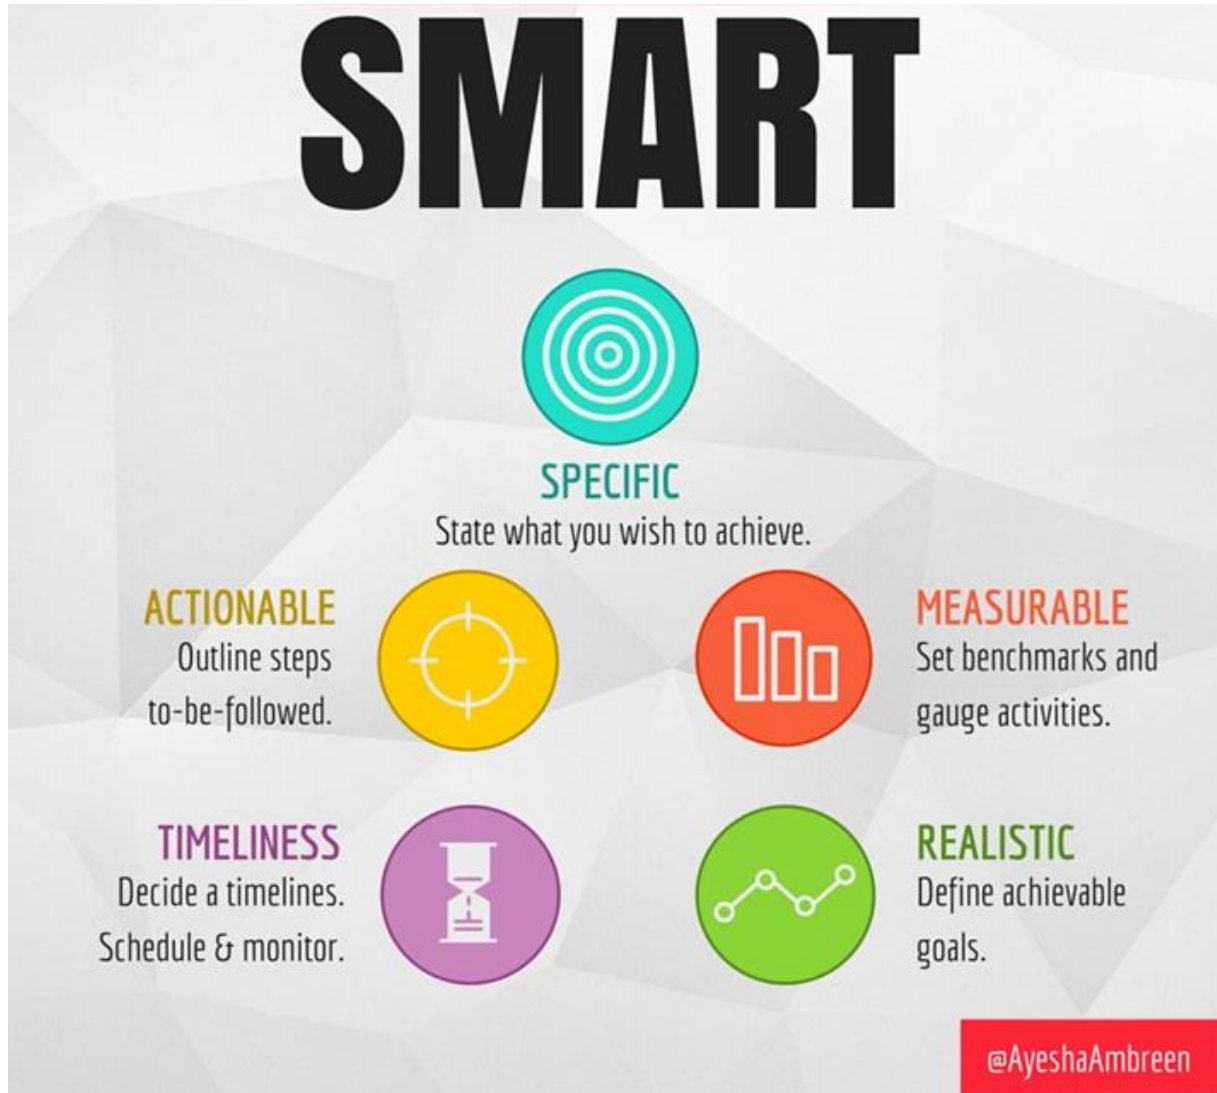 SMART
SPECIFIC
State what you wish to achieve.
ACTIONABLE
Outline steps
to-be-followed.
MEASURABLE
Set benchmarks and
gauge activities.
TIMELINESS
Decide a timelines.
Schedule & monitor.
REALISTIC
Define achievable
goals.
@AyeshaAmbreen